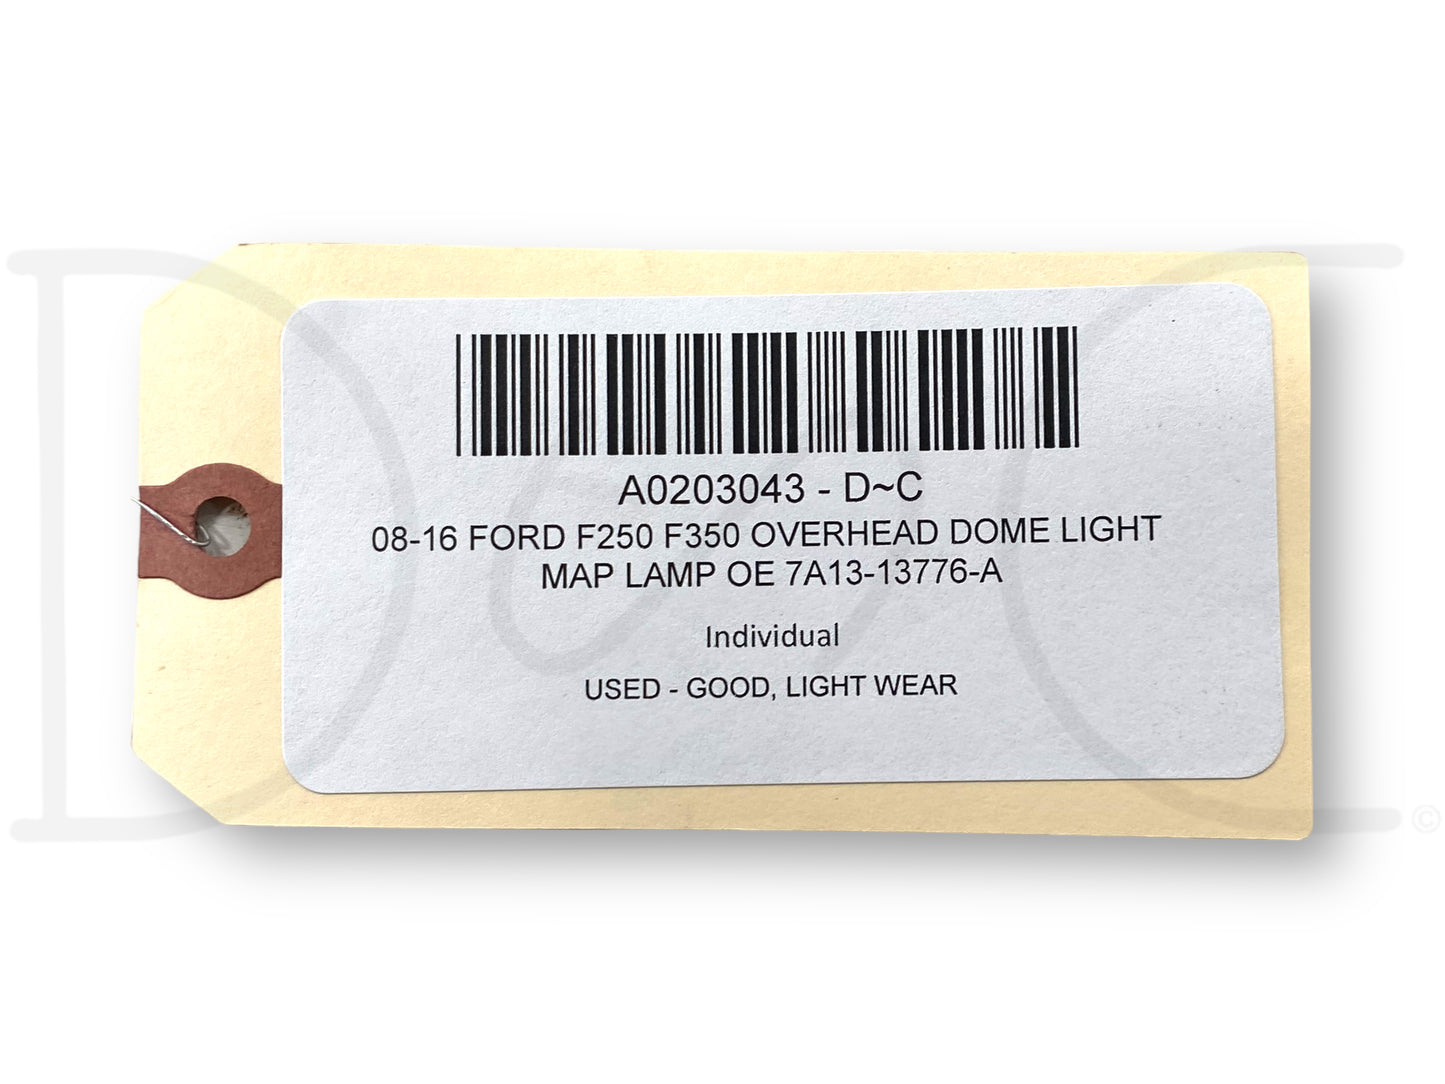 A0203043 - D~C
08-16 FORD F250 F350 OVERHEAD DOME LIGHT
MAP LAMP OE 7A13-13776-A
Individual
USED - GOOD, LIGHT WEAR
D~C ©